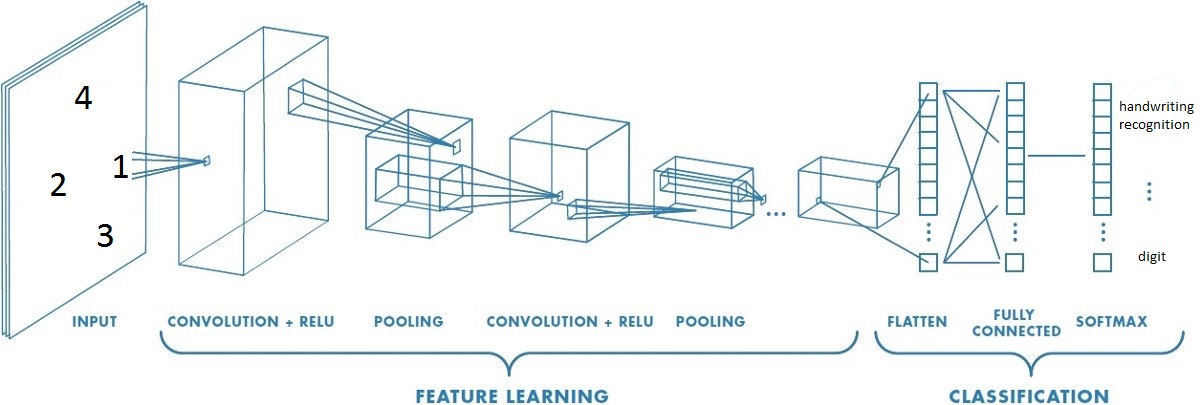 4
1
2
3
handwriting
recognition
digit
INPUT
CONVOLUTION + RELU
POOLING
CONVOLUTION + RELU
POOLING
FLATTEN
FULLY
CONNECTED
SOFTMAX
FEATURE LEARNING
CLASSIFICATION